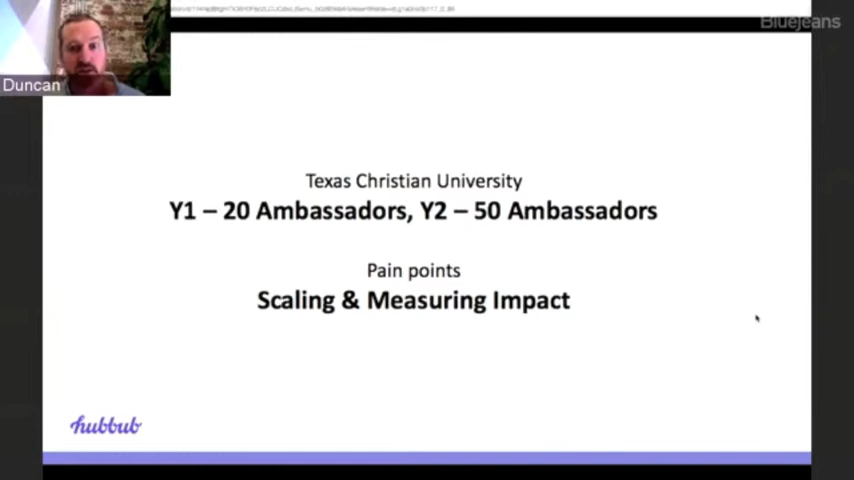 BlueJeans
Duncan
Texas Christian University
Y1 – 20 Ambassadors, Y2 – 50 Ambassadors
Pain points
Scaling & Measuring Impact
hubbub